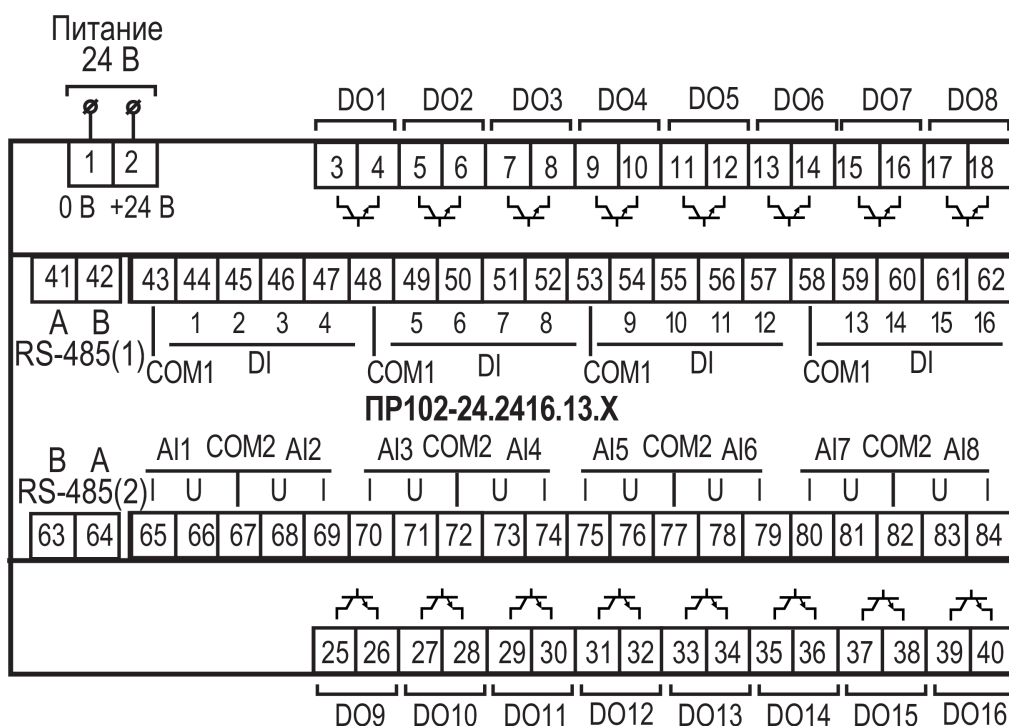 Питание
24 В
DO1 DO2 DO3 DO4 DO5 DO6 DO7 DO8
1 2 3 4 5 6 7 8 9 10 11 12 13 14 15 16 17 18
0 В +24 В
41 42 43 44 45 46 47 48 49 50 51 52 53 54 55 56 57 58 59 60 61 62
A B 1 2 3 4 5 6 7 8 9 10 11 12 13 14 15 16
RS-485(1) COM1 DI COM1 DI COM1 DI COM1 DI
ПР102-24.2416.13.X
B A AI1 COM2 AI2 AI3 COM2 AI4 AI5 COM2 AI6 AI7 COM2 AI8
RS-485(2) I U U I I U U I I U U I I U U I
63 64 65 66 67 68 69 70 71 72 73 74 75 76 77 78 79 80 81 82 83 84
25 26 27 28 29 30 31 32 33 34 35 36 37 38 39 40
DO9 DO10 DO11 DO12 DO13 DO14 DO15 DO16